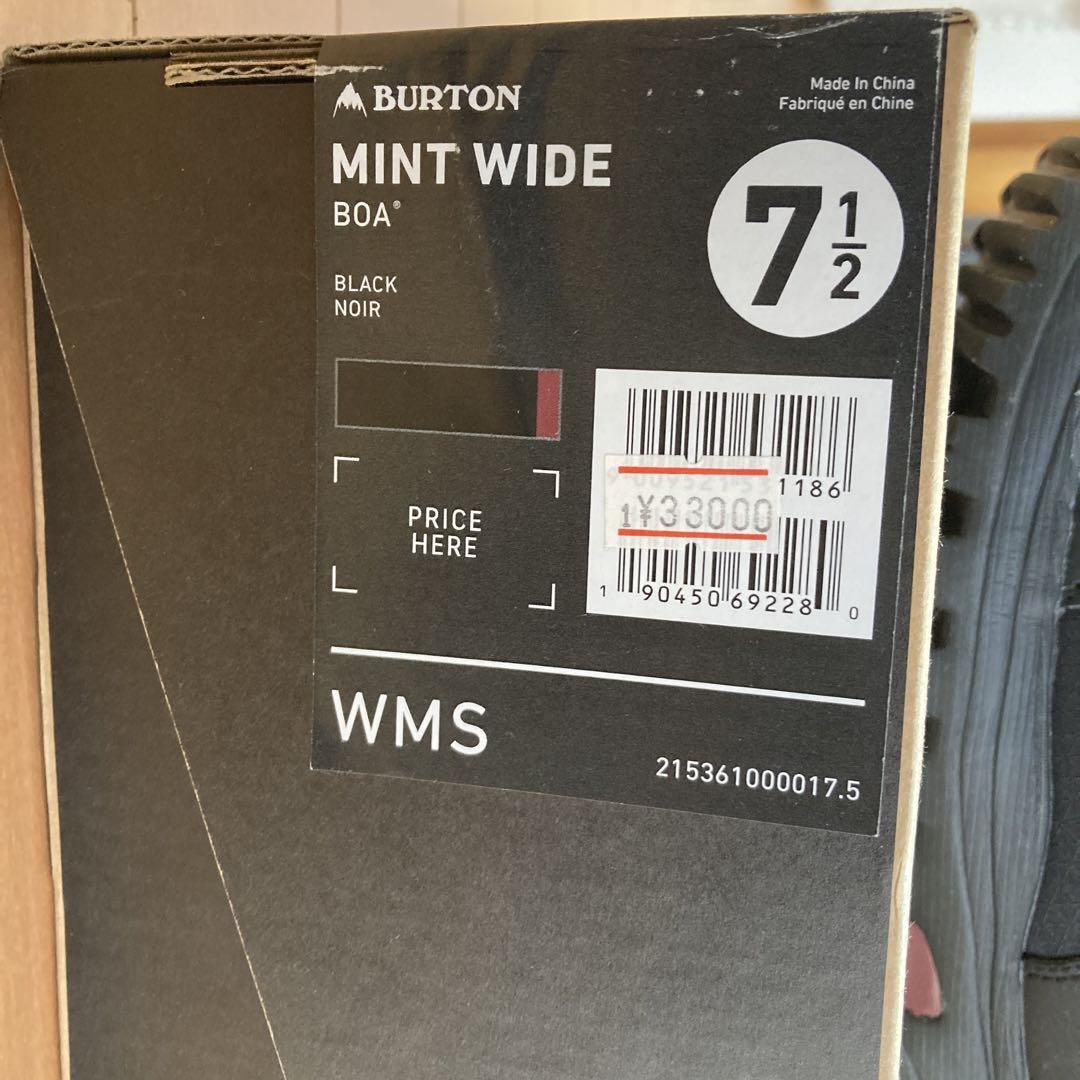 BURTON
Made In China
Fabriqué en Chine
MINT WIDE
BOA®
7 1/2
BLACK
NOIR
1186
1¥33000
PRICE
HERE
1 90450 69228 0
WMS
215361000017.5